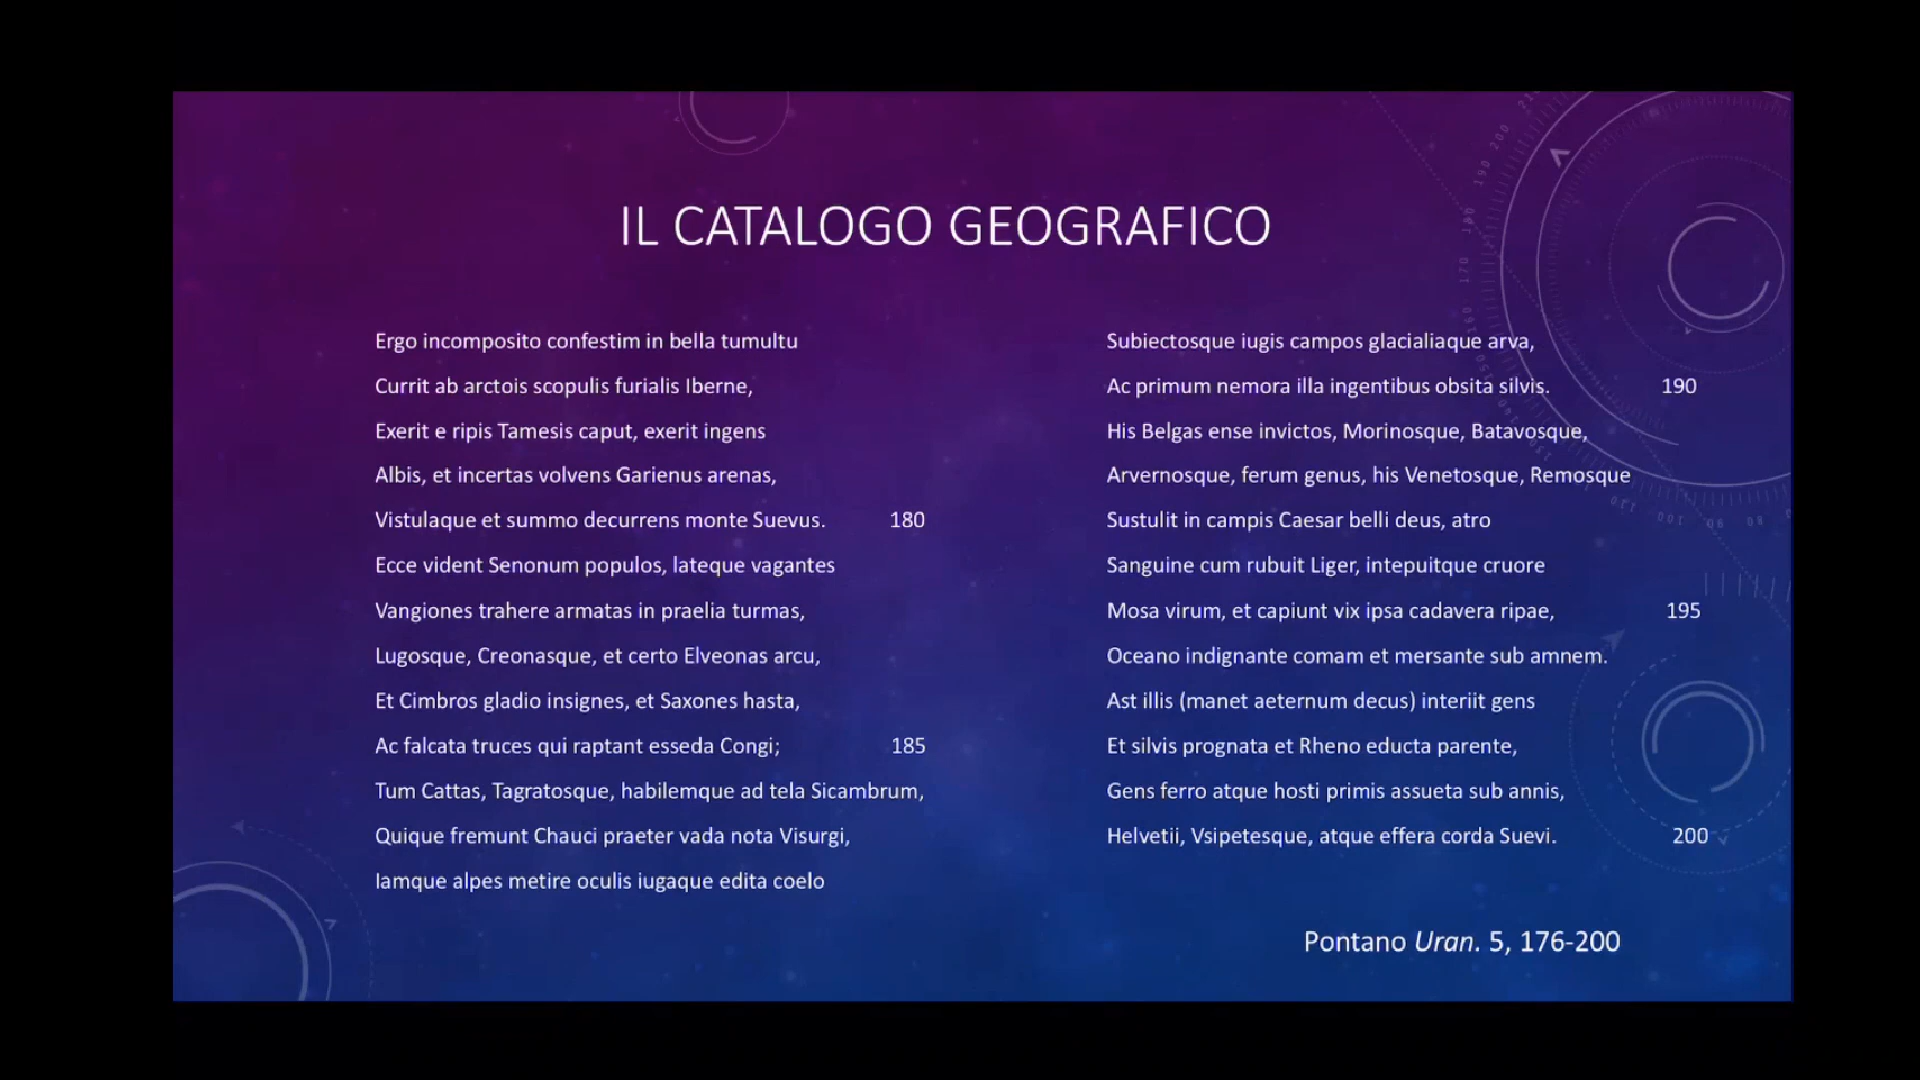 IL CATALOGO GEOGRAFICO
Ergo incomposito confestim in bella tumultu
Currit ab arctois scopulis furialis Iberne,
Exerit e ripis Tamesis caput, exerit ingens
Albis, et incertas volvens Garienus arenas,
Vistulaque et summo decurrens monte Suevus. 180
Ecce vident Senonum populos, lateque vagantes
Vangiones trahere armatas in praelia turmas,
Lugosque, Creonasque, et certo Elveonas arcu,
Et Cimbros gladio insignes, et Saxones hasta,
Ac falcata truces qui raptant esseda Congi; 185
Tum Cattas, Tagratosque, habilemque ad tela Sicambrum,
Quique fremunt Chauci praeter vada nota Visurgi,
Iamque alpes metire oculis iugaque edita coelo
Subiectosque iugis campos glacialiaque arva,
Ac primum nemora illa ingentibus obsita silvis. 190
His Belgas ense invictos, Morinosque, Batavosque,
Arvernosque, ferum genus, his Venetosque, Remosque
Sustulit in campis Caesar belli deus, atro
Sanguine cum rubuit Liger, intepuitque cruore
Mosa virum, et capiunt vix ipsa cadavera ripae, 195
Oceano indignante comam et mersante sub amnem.
Ast illis (manet aeternum decus) interiit gens
Et silvis prognata et Rheno educta parente,
Gens ferro atque hosti primis assueta sub annis,
Helvetii, Vsipetesque, atque effera corda Suevi. 200
Pontano Uran. 5, 176-200